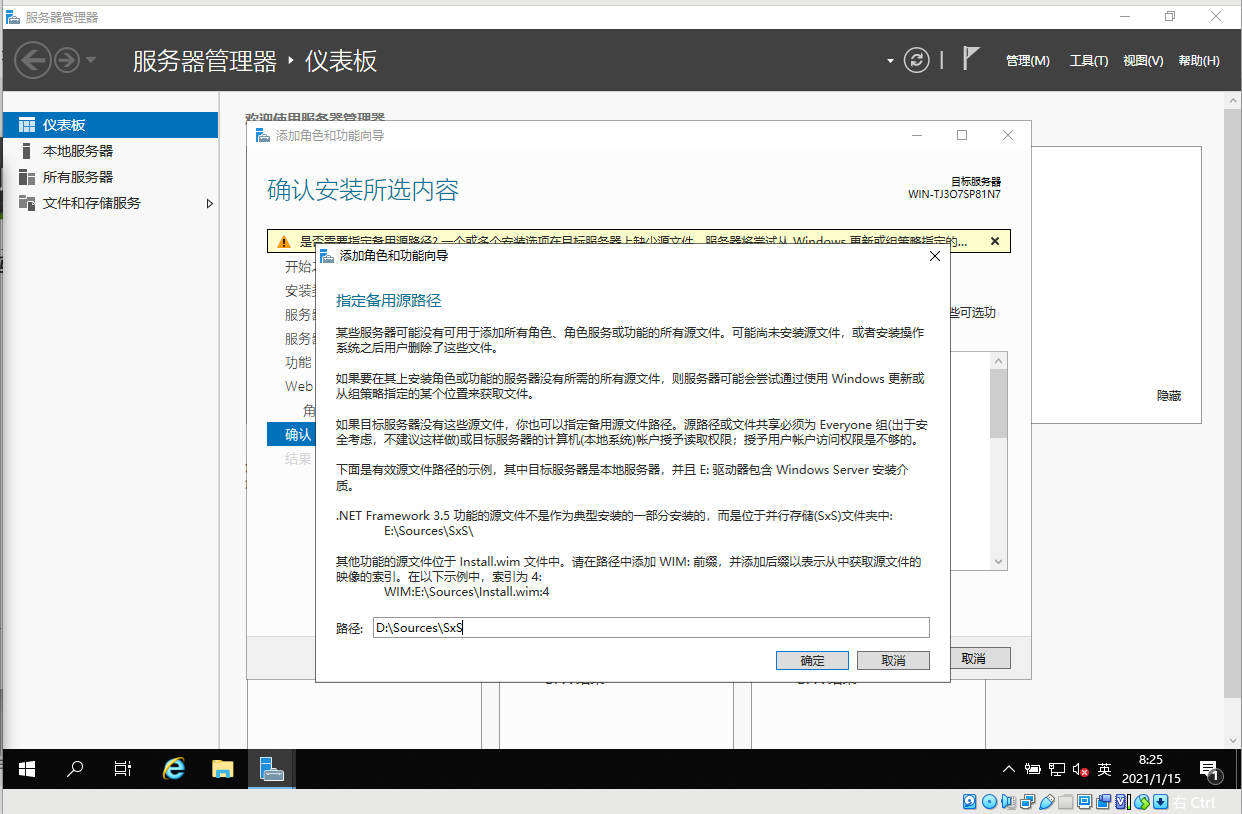 服务器管理器
服务器管理器 ‣ 仪表板
管理(M) 工具(T) 视图(V) 帮助(H)
仪表板
本地服务器
所有服务器
文件和存储服务
欢迎使用服务器管理器
添加角色和功能向导
确认安装所选内容
目标服务器
WIN-TJ3O7SP81N7
是否需要指定备用源路径? 一个或多个安装选项在目标服务器上缺少源文件。服务器将尝试从 Windows 更新或组策略指定的...
开始
安装
服务
服务
功能
Web
角
确认
结果
些可选功
隐藏
取消
添加角色和功能向导
指定备用源路径
某些服务器可能没有可用于添加所有角色、角色服务或功能的所有源文件。可能尚未安装源文件，或者安装操作
系统之后用户删除了这些文件。
如果要在其上安装角色或功能的服务器没有所需的所有源文件，则服务器可能会尝试通过使用 Windows 更新或
从组策略指定的某个位置来获取文件。
如果目标服务器没有这些源文件，你也可以指定备用源文件路径。源路径或文件共享必须为 Everyone 组(出于安
全考虑，不建议这样做)或目标服务器的计算机(本地系统)帐户授予读取权限；授予用户帐户访问权限是不够的。
下面是有效源文件路径的示例，其中目标服务器是本地服务器，并且 E: 驱动器包含 Windows Server 安装介
质。
.NET Framework 3.5 功能的源文件不是作为典型安装的一部分安装的，而是位于并行存储(SxS)文件夹中:
E:\Sources\SxS\
其他功能的源文件位于 Install.wim 文件中。请在路径中添加 WIM: 前缀，并添加后缀以表示从中获取源文件的
映像的索引。在以下示例中，索引为 4:
WIM:E:\Sources\Install.wim:4
路径: D:\Sources\SxS
确定 取消
英
8:25
2021/1/15
1
右 Ctrl